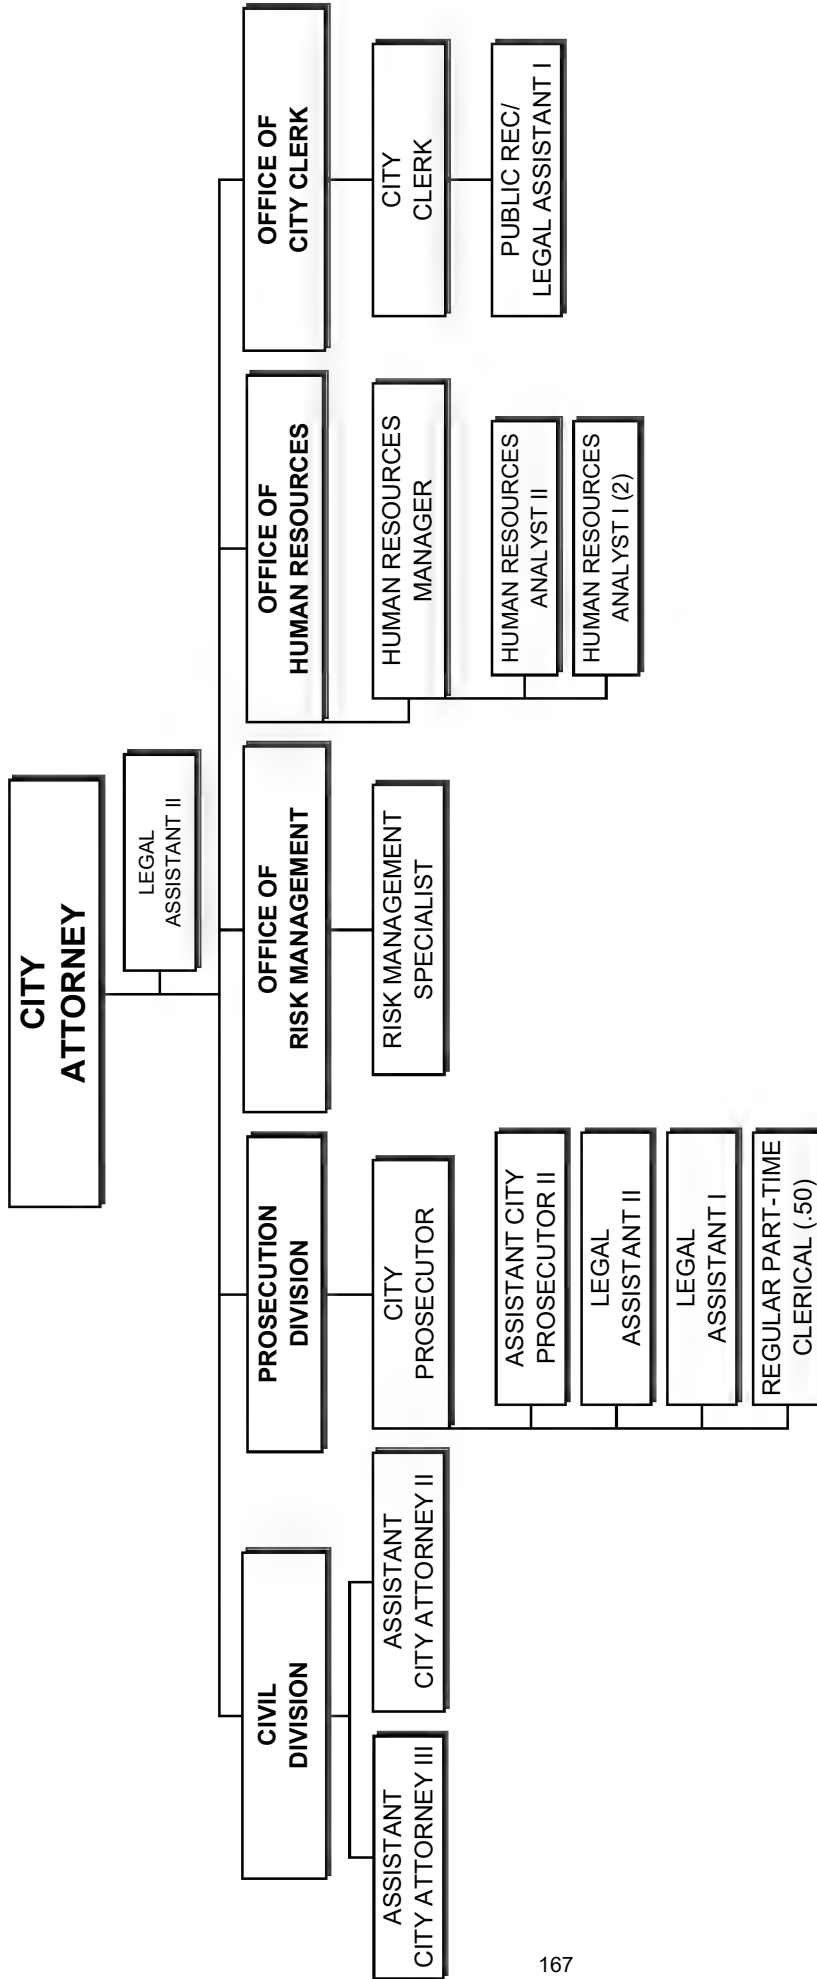 CITY
ATTORNEY
LEGAL
ASSISTANT II
CIVIL
DIVISION
ASSISTANT
CITY ATTORNEY III
ASSISTANT
CITY ATTORNEY II
PROSECUTION
DIVISION
CITY
PROSECUTOR
ASSISTANT CITY
PROSECUTOR II
LEGAL
ASSISTANT II
LEGAL
ASSISTANT I
REGULAR PART-TIME
CLERICAL (.50)
OFFICE OF
RISK MANAGEMENT
RISK MANAGEMENT
SPECIALIST
OFFICE OF
HUMAN RESOURCES
HUMAN RESOURCES
MANAGER
HUMAN RESOURCES
ANALYST II
HUMAN RESOURCES
ANALYST I (2)
OFFICE OF
CITY CLERK
CITY
CLERK
PUBLIC REC/
LEGAL ASSISTANT I
167